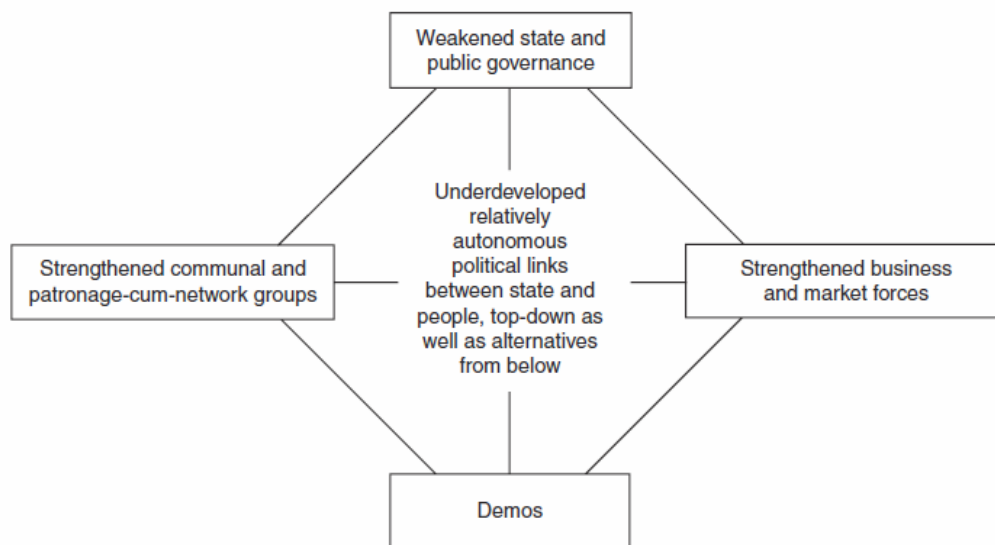 Weakened state and
public governance
Underdeveloped
relatively
autonomous
political links
between state and
people, top-down as
well as alternatives
from below
Strengthened communal and
patronage-cum-network groups
Strengthened business
and market forces
Demos